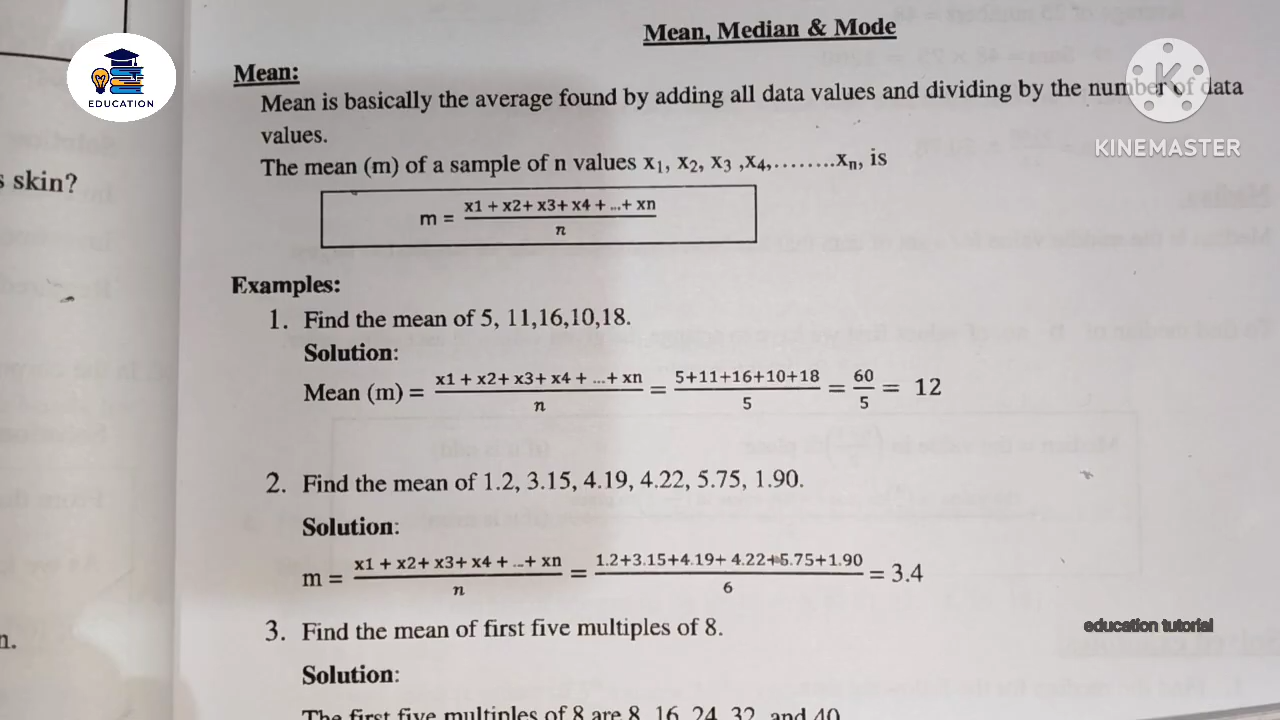 Mean, Median & Mode
EDUCATION
KINEMASTER
Mean:
Mean is basically the average found by adding all data values and dividing by the number of data
values.
The mean (m) of a sample of n values x₁, x₂, x₃ ,x₄,........xₙ, is
s skin?
m = x1 + x2+ x3+ x4 + ...+ xn / n
Examples:
1. Find the mean of 5, 11,16,10,18.
Solution:
Mean (m) = x1 + x2+ x3+ x4 + ...+ xn / n = 5+11+16+10+18 / 5 = 60 / 5 = 12
2. Find the mean of 1.2, 3.15, 4.19, 4.22, 5.75, 1.90.
Solution:
m = x1 + x2+ x3+ x4 + ...+ xn / n = 1.2+3.15+4.19+ 4.22+5.75+1.90 / 6 = 3.4
3. Find the mean of first five multiples of 8.
education tutorial
n.
Solution:
The first five multiples of 8 are 8, 16, 24, 32, and 40